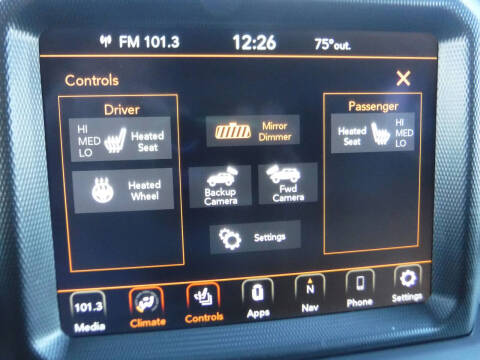 FM 101.3 12:26 75°out.
Controls
Driver
HI
MED
LO
Heated
Seat
Heated
Wheel
Mirror
Dimmer
Backup
Camera
Fwd
Camera
Settings
Passenger
Heated
Seat
HI
MED
LO
101.3
Media
Climate
Controls
Apps
N
Nav
Phone
Settings